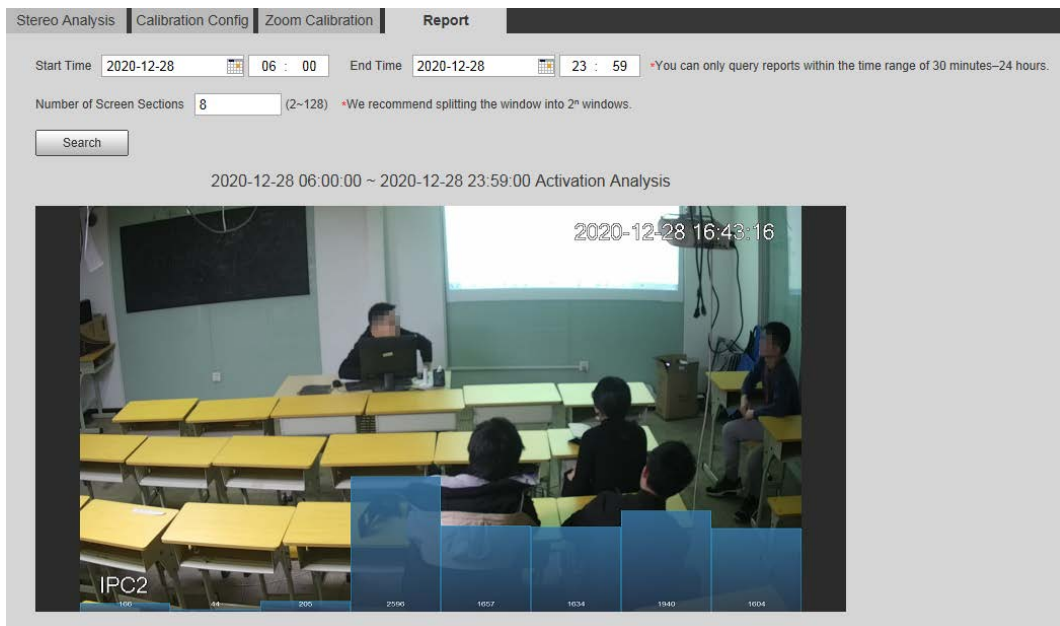 Stereo Analysis Calibration Config Zoom Calibration Report
Start Time 2020-12-28 06 : 00 End Time 2020-12-28 23 : 59 *You can only query reports within the time range of 30 minutes–24 hours.
Number of Screen Sections 8 (2~128) *We recommend splitting the window into 2ⁿ windows.
Search
2020-12-28 06:00:00 ~ 2020-12-28 23:59:00 Activation Analysis
2020-12-28 16:43:16
IPC2
166 44 205 2596 1657 1634 1940 1604